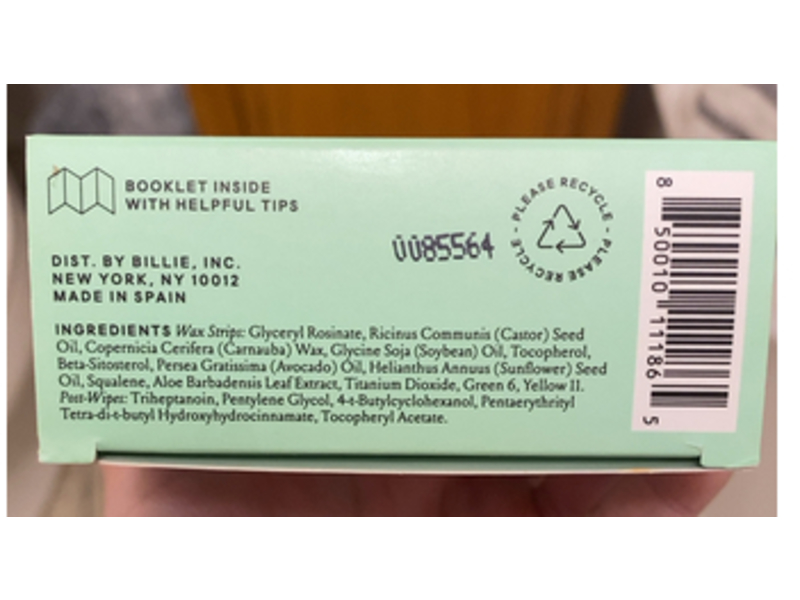 BOOKLET INSIDE
WITH HELPFUL TIPS
DIST. BY BILLIE, INC.
NEW YORK, NY 10012
MADE IN SPAIN
0085564
PLEASE RECYCLE - PLEASE RECYCLE -
INGREDIENTS Wax Strips: Glyceryl Rosinate, Ricinus Communis (Castor) Seed
Oil, Copernicia Cerifera (Carnauba) Wax, Glycine Soja (Soybean) Oil, Tocopherol,
Beta-Sitosterol, Persea Gratissima (Avocado) Oil, Helianthus Annuus (Sunflower) Seed
Oil, Squalene, Aloe Barbadensis Leaf Extract, Titanium Dioxide, Green 6, Yellow 11.
Post-Wipes: Triheptanoin, Pentylene Glycol, 4-t-Butylcyclohexanol, Pentaerythrityl
Tetra-di-t-butyl Hydroxyhydrocinnamate, Tocopheryl Acetate.
8 50010 11186 5